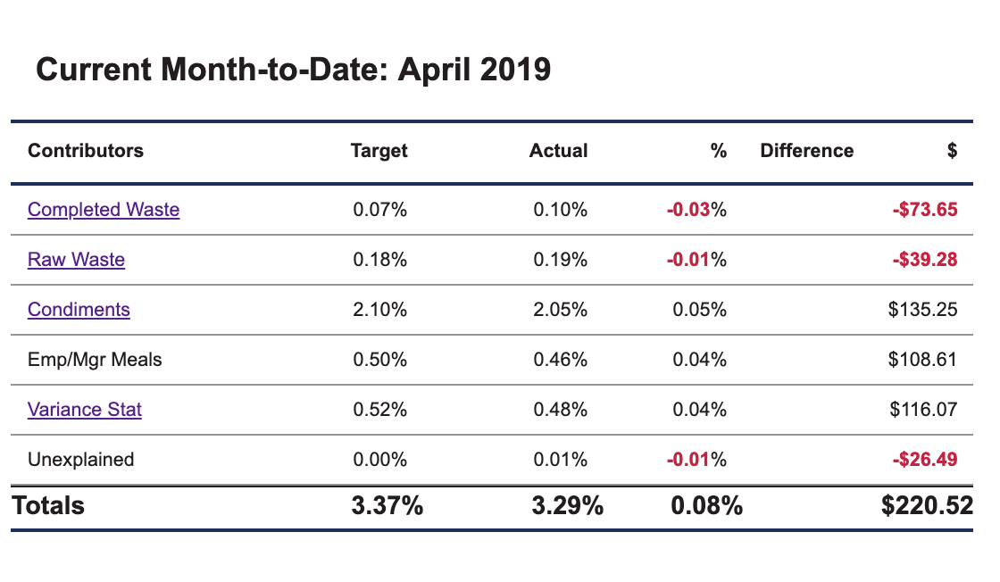 Current Month-to-Date: April 2019
Contributors Target Actual % Difference $
Completed Waste 0.07% 0.10% -0.03% -$73.65
Raw Waste 0.18% 0.19% -0.01% -$39.28
Condiments 2.10% 2.05% 0.05% $135.25
Emp/Mgr Meals 0.50% 0.46% 0.04% $108.61
Variance Stat 0.52% 0.48% 0.04% $116.07
Unexplained 0.00% 0.01% -0.01% -$26.49
Totals 3.37% 3.29% 0.08% $220.52